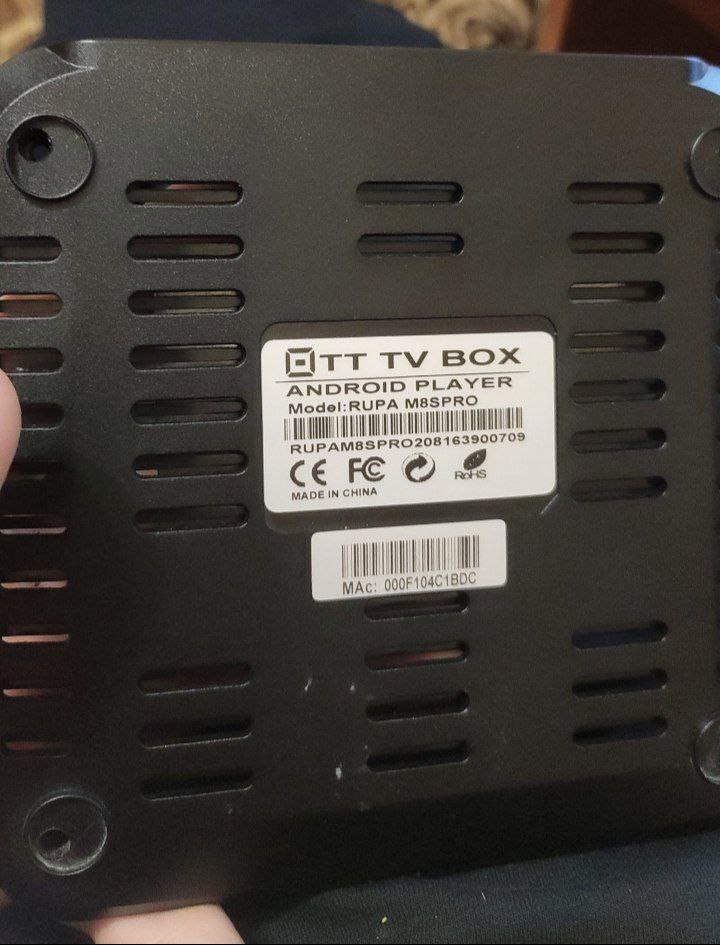 OTT TV BOX
ANDROID PLAYER
Model:RUPA M8SPRO
RUPAM8SPRO208163900709
CE FC RoHS
MADE IN CHINA
MAc: 000F104C1BDC